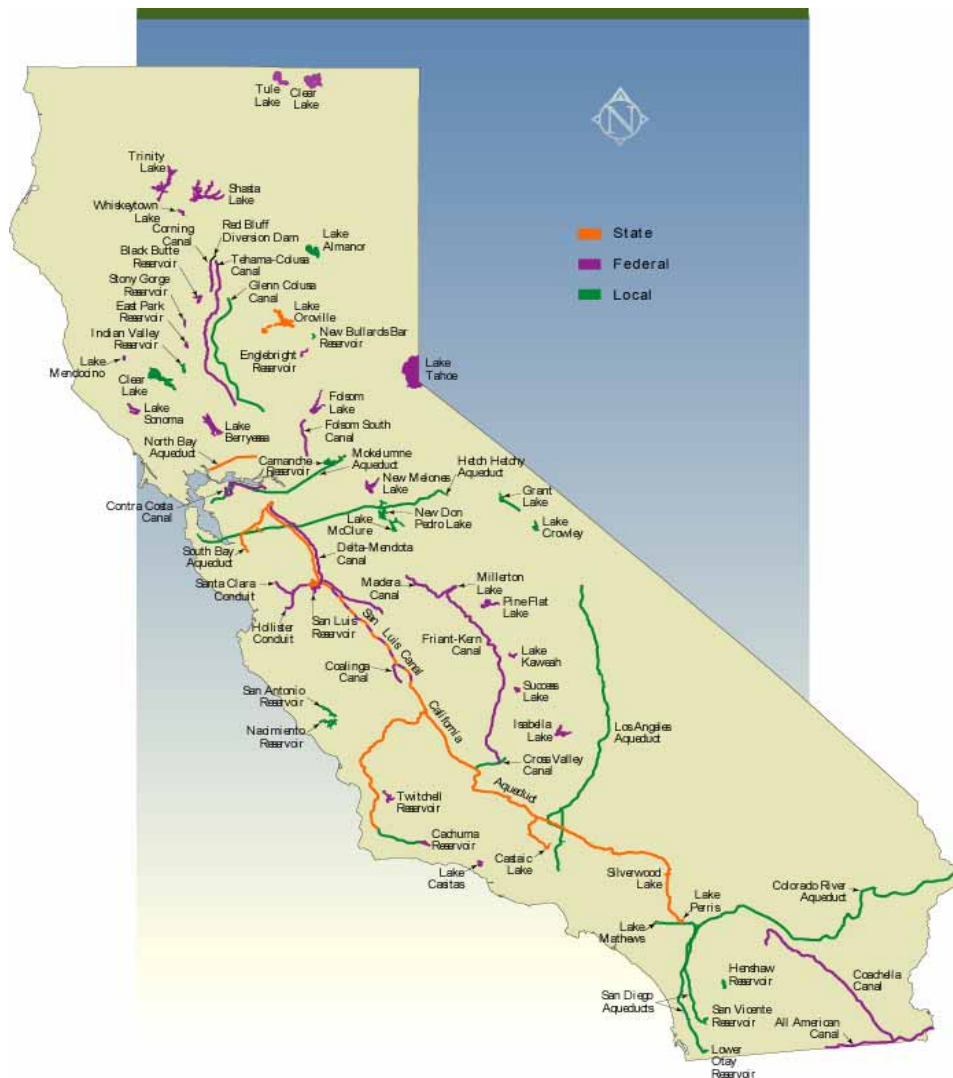 Tule
Lake
Clear
Lake
N
Trinity
Lake
Shasta
Lake
Whiskeytown
Lake
Corning
Canal
Red Bluff
Diversion Dam
Lake
Almanor
State
Federal
Local
Black Butte
Reservoir
Tehama-Colusa
Canal
Stony Gorge
Reservoir
Glenn Colusa
Canal
East Park
Reservoir
Lake
Oroville
Indian Valley
Reservoir
New Bullards Bar
Reservoir
Englebright
Reservoir
Lake
Mendocino
Lake
Tahoe
Clear
Lake
Folsom
Lake
Lake
Sonoma
Lake
Berryessa
Folsom South
Canal
North Bay
Aqueduct
Camanche
Reservoir
Mokelumne
Aqueduct
Hetch Hetchy
Aqueduct
New Melones
Lake
Grant
Lake
Contra Costa
Canal
New Don
Pedro Lake
Lake
McClure
Lake
Crowley
South Bay
Aqueduct
Delta-Mendota
Canal
Santa Clara
Conduit
Madera
Canal
Millerton
Lake
Pine Flat
Lake
Hollister
Conduit
San Luis
Reservoir
San Luis Canal
Friant-Kern
Canal
Lake
Kaweah
Coalinga
Canal
Success
Lake
San Antonio
Reservoir
Nacimiento
Reservoir
California
Aqueduct
Isabella
Lake
Los Angeles
Aqueduct
Cross Valley
Canal
Twitchell
Reservoir
Cachuma
Reservoir
Lake
Casitas
Castaic
Lake
Silverwood
Lake
Lake
Perris
Colorado River
Aqueduct
Lake
Mathews
Henshaw
Reservoir
Coachella
Canal
San Diego
Aqueducts
San Vicente
Reservoir
All American
Canal
Lower
Otay
Reservoir